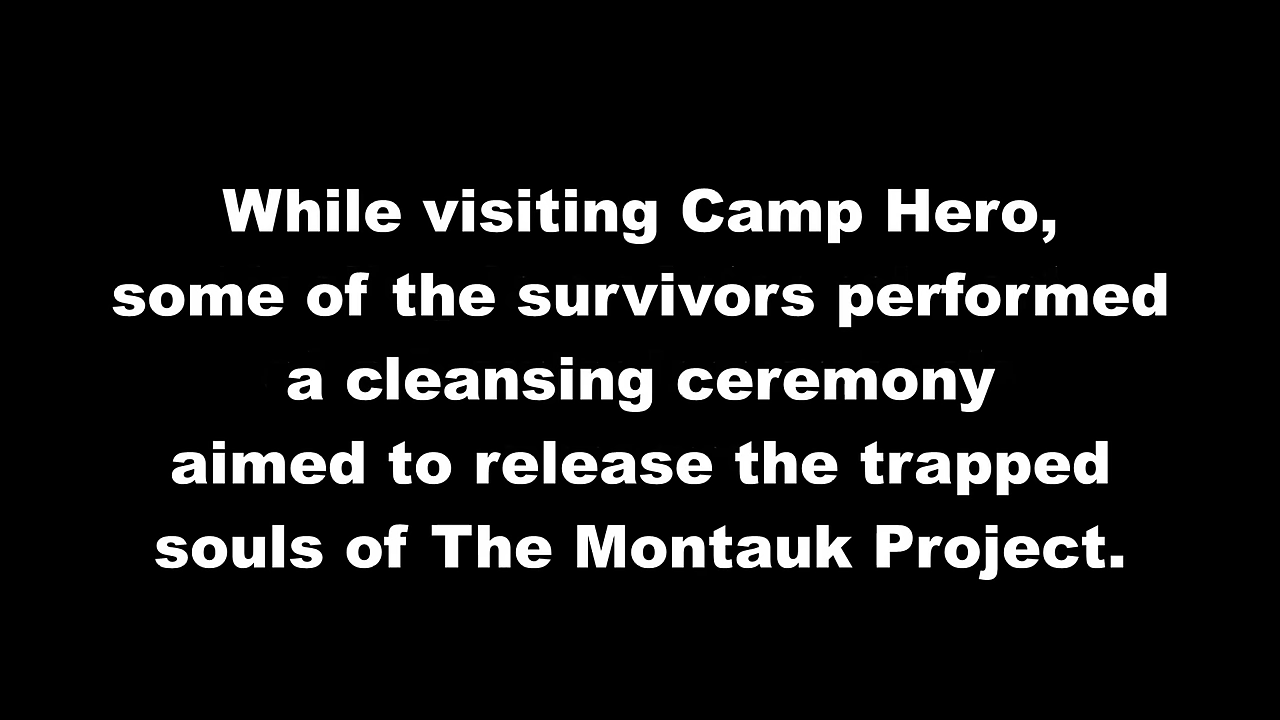 While visiting Camp Hero,
some of the survivors performed
a cleansing ceremony
aimed to release the trapped
souls of The Montauk Project.